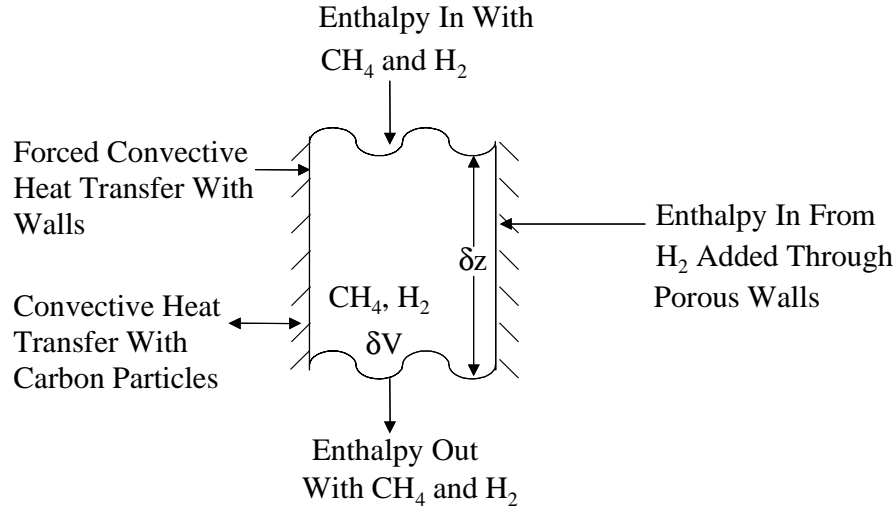 Enthalpy In With
CH₄ and H₂
Forced Convective
Heat Transfer With
Walls
Enthalpy In From
H₂ Added Through
Porous Walls
δz
CH₄, H₂
δV
Convective Heat
Transfer With
Carbon Particles
Enthalpy Out
With CH₄ and H₂